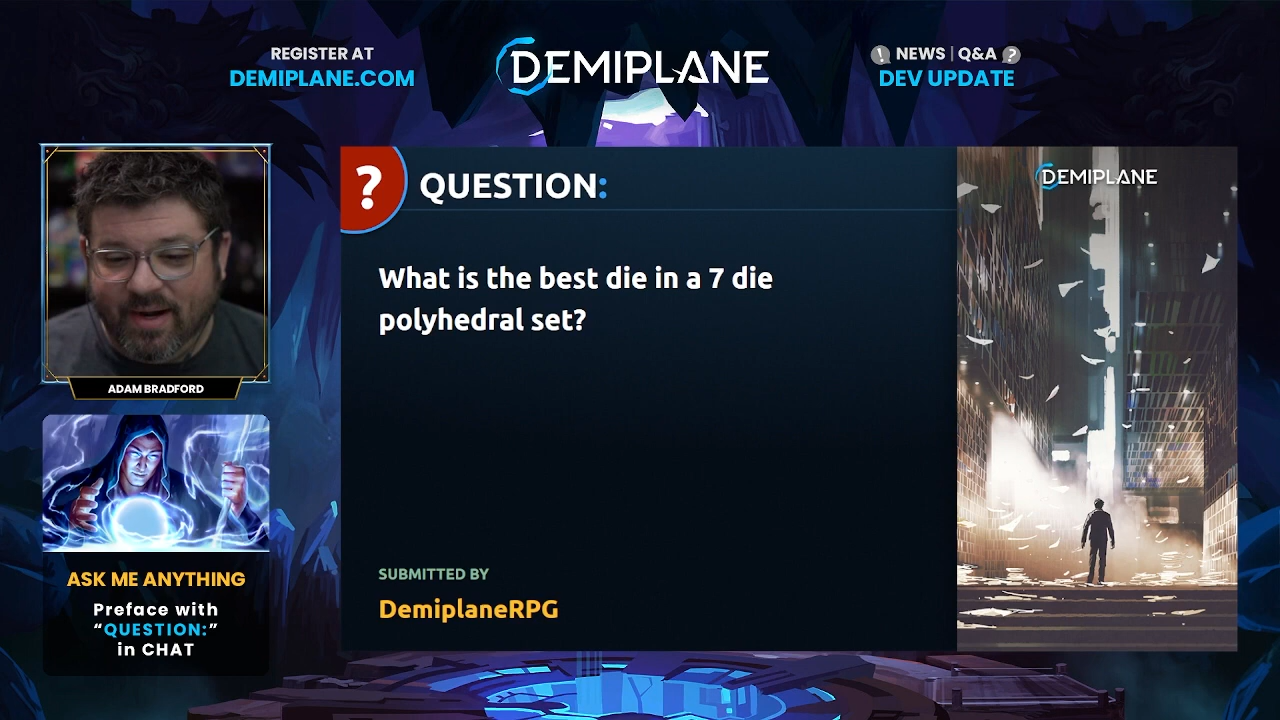 REGISTER AT
DEMIPLANE.COM
DEMIPLANE
! NEWS | Q&A ?
DEV UPDATE
ADAM BRADFORD
ASK ME ANYTHING
Preface with
“QUESTION:”
in CHAT
? QUESTION:
What is the best die in a 7 die
polyhedral set?
SUBMITTED BY
DemiplaneRPG
DEMIPLANE